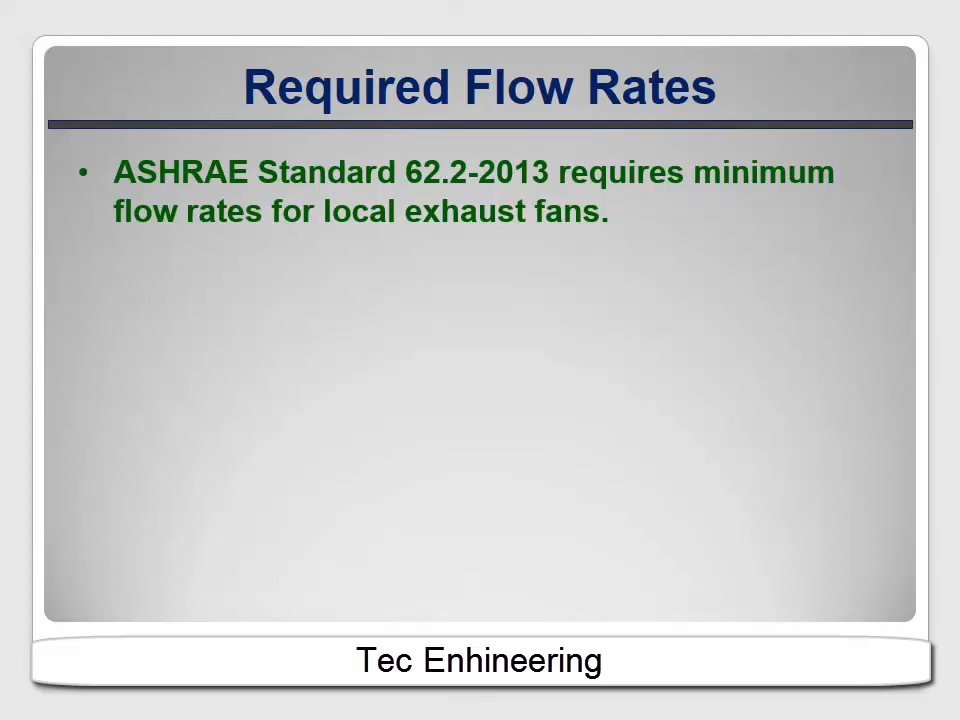 Required Flow Rates
• ASHRAE Standard 62.2-2013 requires minimum
flow rates for local exhaust fans.
Tec Enhineering